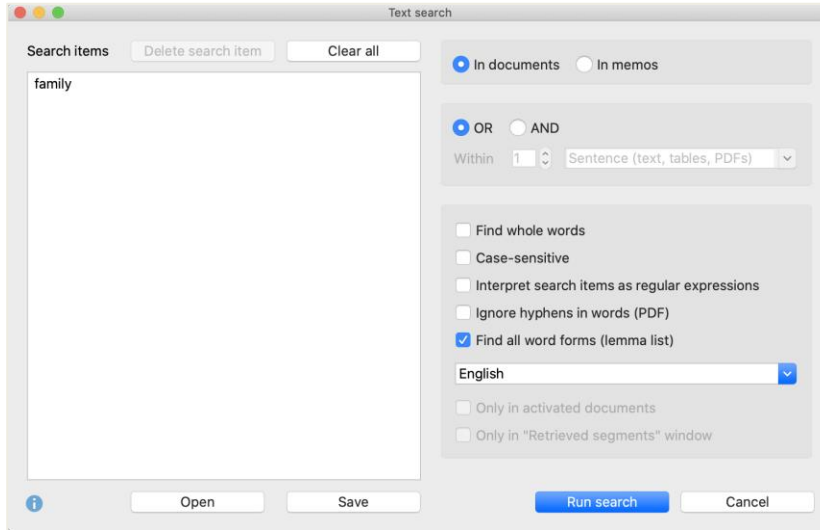 Text search
Search items
Delete search item
Clear all
family
In documents
In memos
OR
AND
Within
1
Sentence (text, tables, PDFs)
Find whole words
Case-sensitive
Interpret search items as regular expressions
Ignore hyphens in words (PDF)
Find all word forms (lemma list)
English
Only in activated documents
Only in "Retrieved segments" window
Open
Save
Run search
Cancel